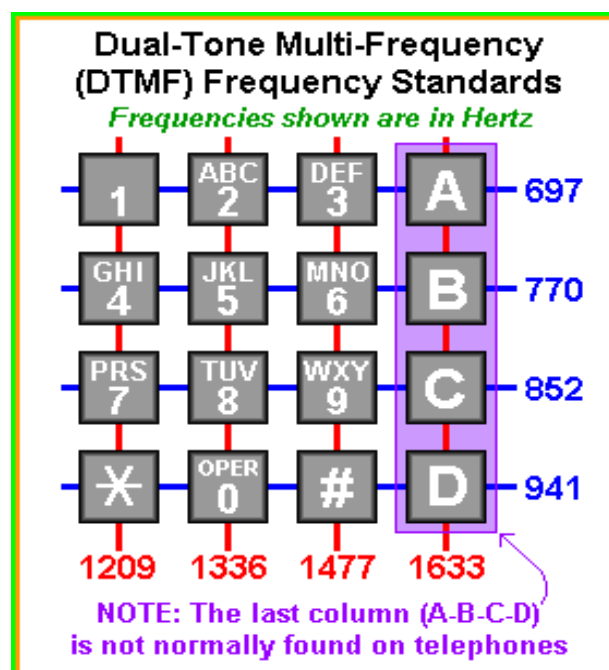 Dual-Tone Multi-Frequency
(DTMF) Frequency Standards
Frequencies shown are in Hertz
1
ABC
2
DEF
3
A
697
GHI
4
JKL
5
MNO
6
B
770
PRS
7
TUV
8
WXY
9
C
852
*
OPER
0
#
D
941
1209 1336 1477 1633
NOTE: The last column (A-B-C-D)
is not normally found on telephones